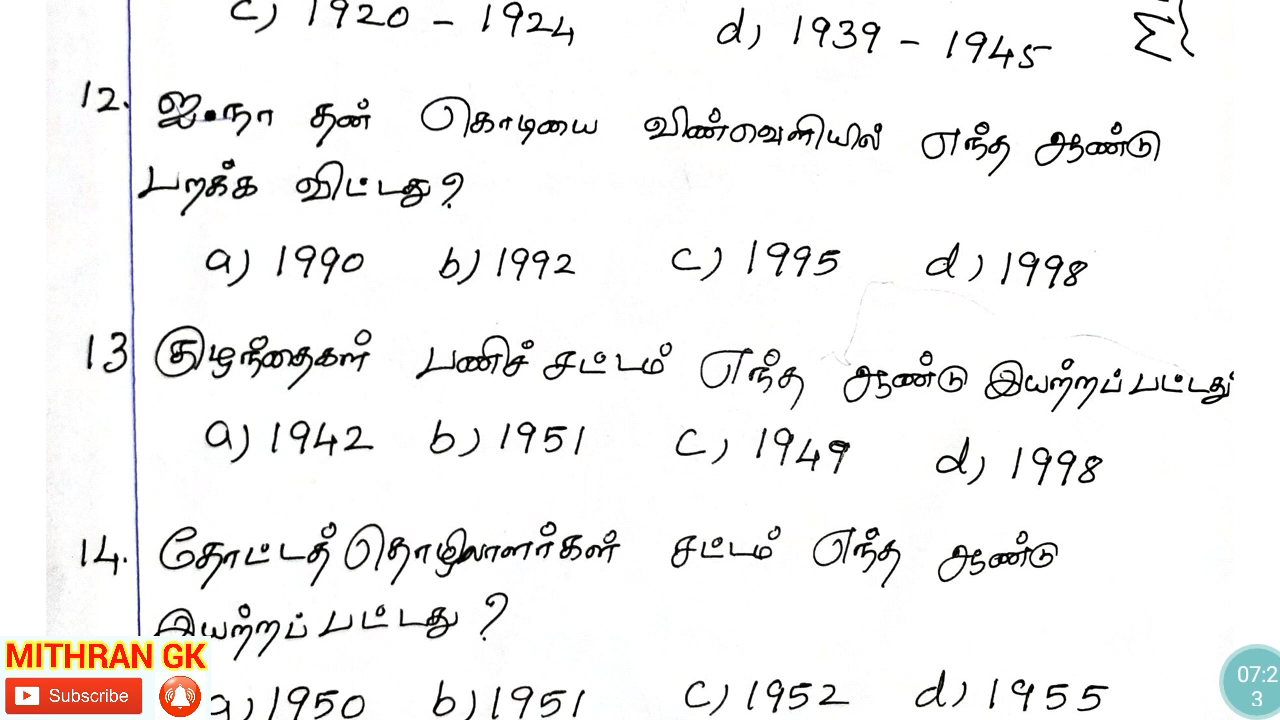 c) 1920 - 1924 d) 1939 - 1945
12. ஐ.நா தன் கொடியை விண்வெளியில் எந்த ஆண்டு
பறக்க விட்டது?
a) 1990 b) 1992 c) 1995 d) 1998
13 குழந்தைகள் பணிச் சட்டம் எந்த ஆண்டு இயற்றப்பட்டது
a) 1942 b) 1951 c) 1949 d) 1998
14. தோட்டத் தொழிலாளர்கள் சட்டம் எந்த ஆண்டு
இயற்றப்பட்டது?
a) 1950 b) 1951 c) 1952 d) 1955
MITHRAN GK
Subscribe
07:2
3